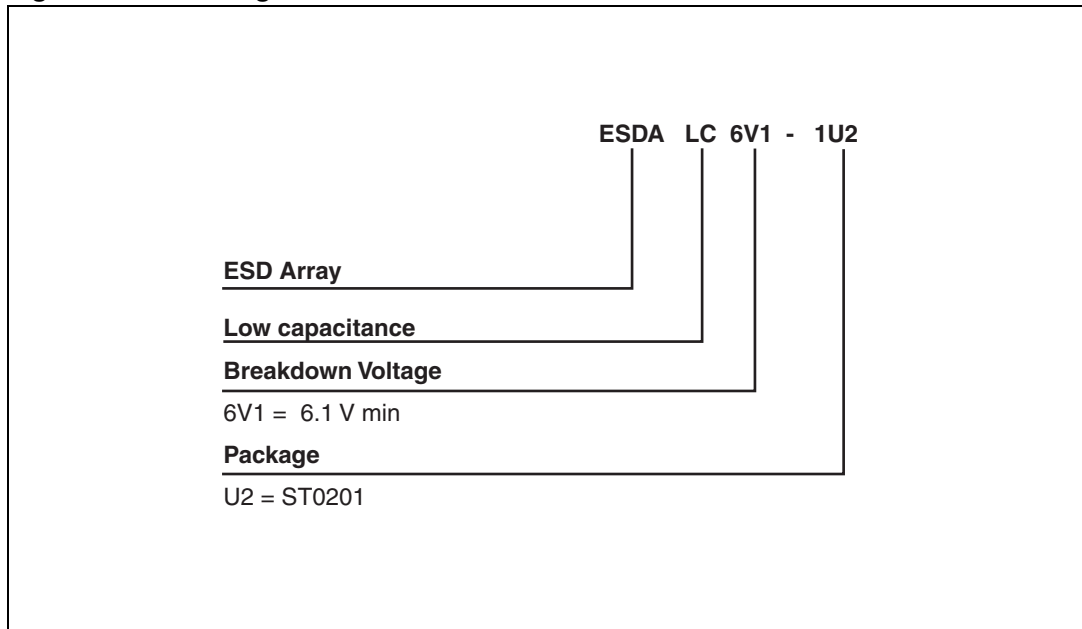 ESDA LC 6V1 - 1U2
ESD Array
Low capacitance
Breakdown Voltage
6V1 = 6.1 V min
Package
U2 = ST0201